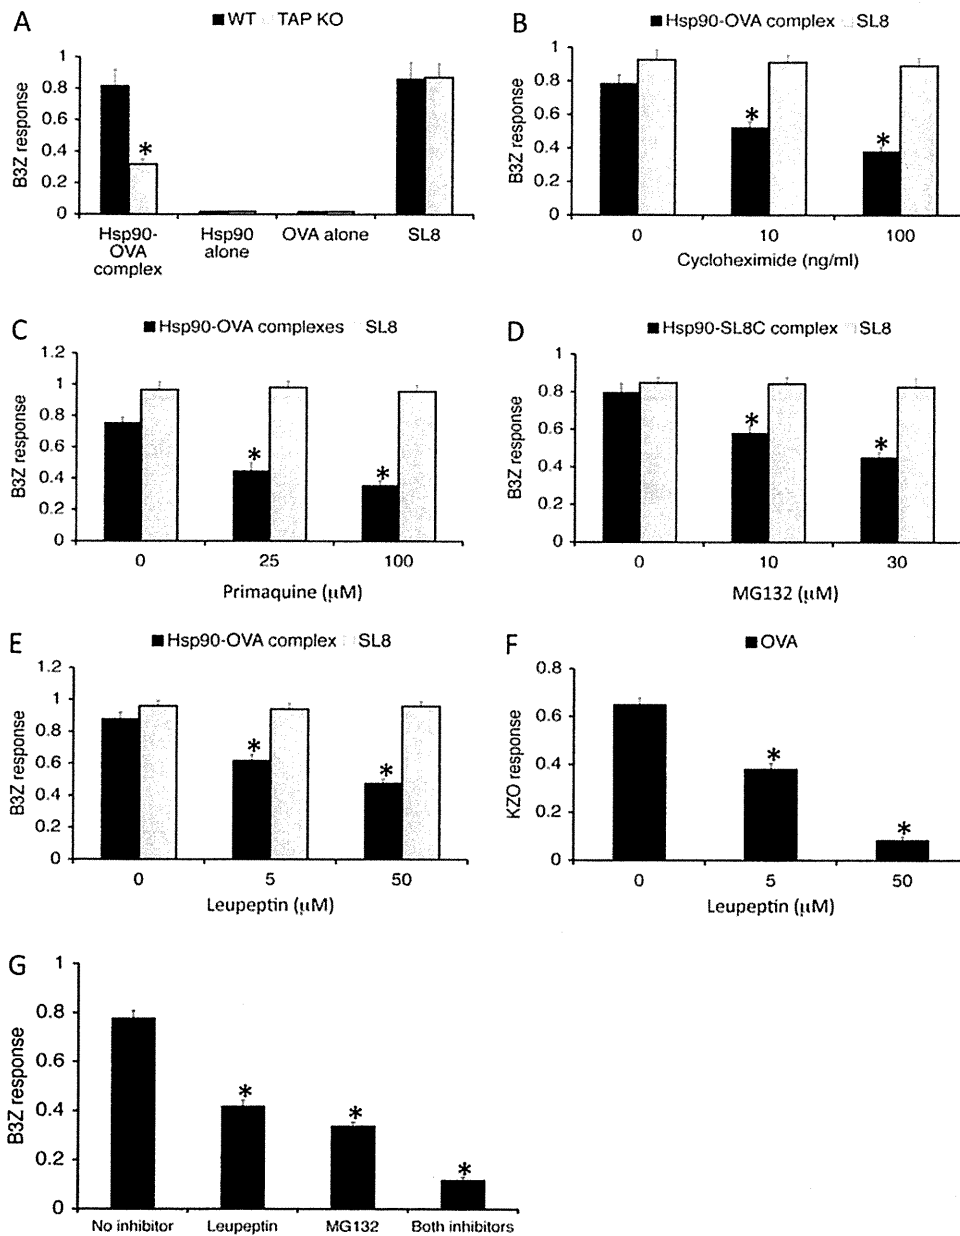 A
■ WT TAP KO
1
0.8
0.6
0.4
0.2
0
B3Z response
*
Hsp90-OVA complex
Hsp90 alone
OVA alone
SL8
B
■ Hsp90-OVA complex SL8
1
0.8
0.6
0.4
0.2
0
B3Z response
*
*
0 10 100
Cycloheximide (ng/ml)
C
■ Hsp90-OVA complexes SL8
1.2
1
0.8
0.6
0.4
0.2
0
B3Z response
*
*
0 25 100
Primaquine (μM)
D
■ Hsp90-SL8C complex SL8
1
0.8
0.6
0.4
0.2
0
B3Z response
*
*
0 10 30
MG132 (μM)
E
■ Hsp90-OVA complex SL8
1.2
1
0.8
0.6
0.4
0.2
0
B3Z response
*
*
0 5 50
Leupeptin (μM)
F
■ OVA
0.8
0.6
0.4
0.2
0
KZO response
*
*
0 5 50
Leupeptin (μM)
G
1
0.8
0.6
0.4
0.2
0
B3Z response
*
*
*
No inhibitor Leupeptin MG132 Both inhibitors